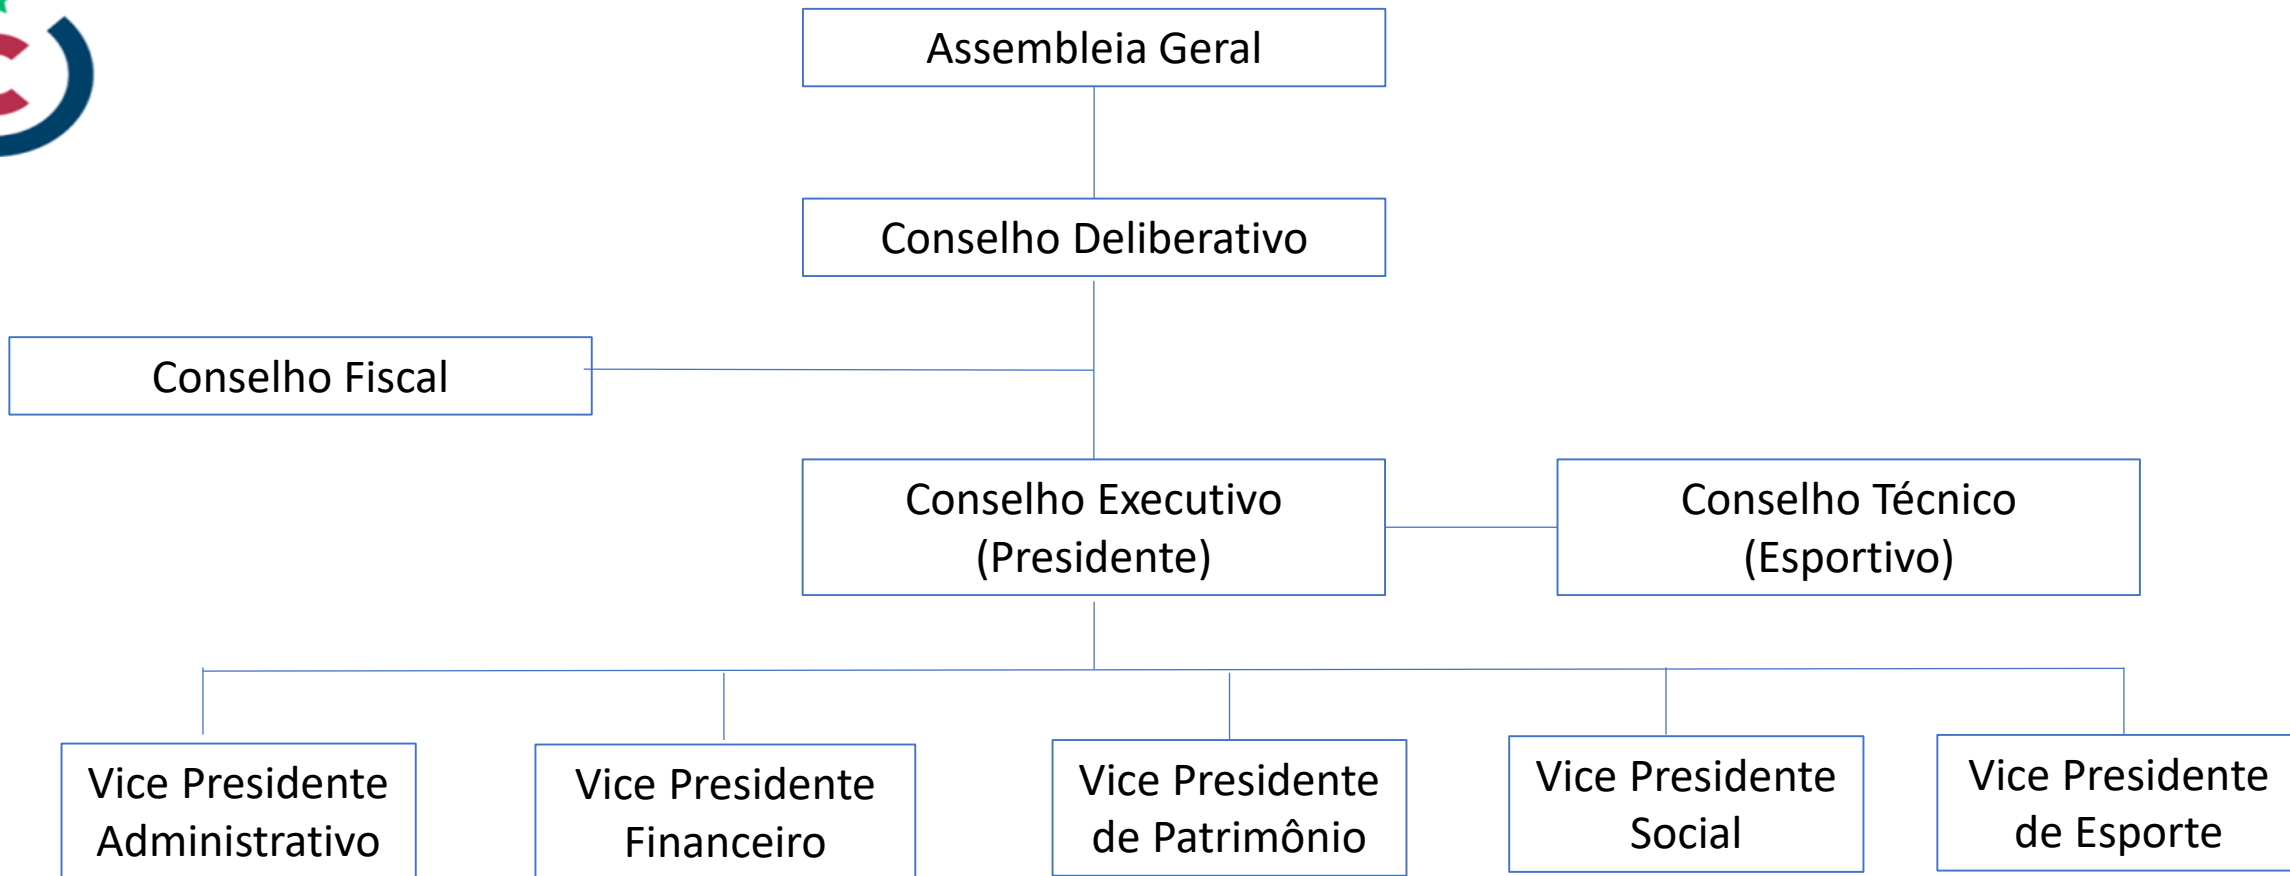 Assembleia Geral
Conselho Deliberativo
Conselho Fiscal
Conselho Executivo
(Presidente)
Conselho Técnico
(Esportivo)
Vice Presidente
Administrativo
Vice Presidente
Financeiro
Vice Presidente
de Patrimônio
Vice Presidente
Social
Vice Presidente
de Esporte